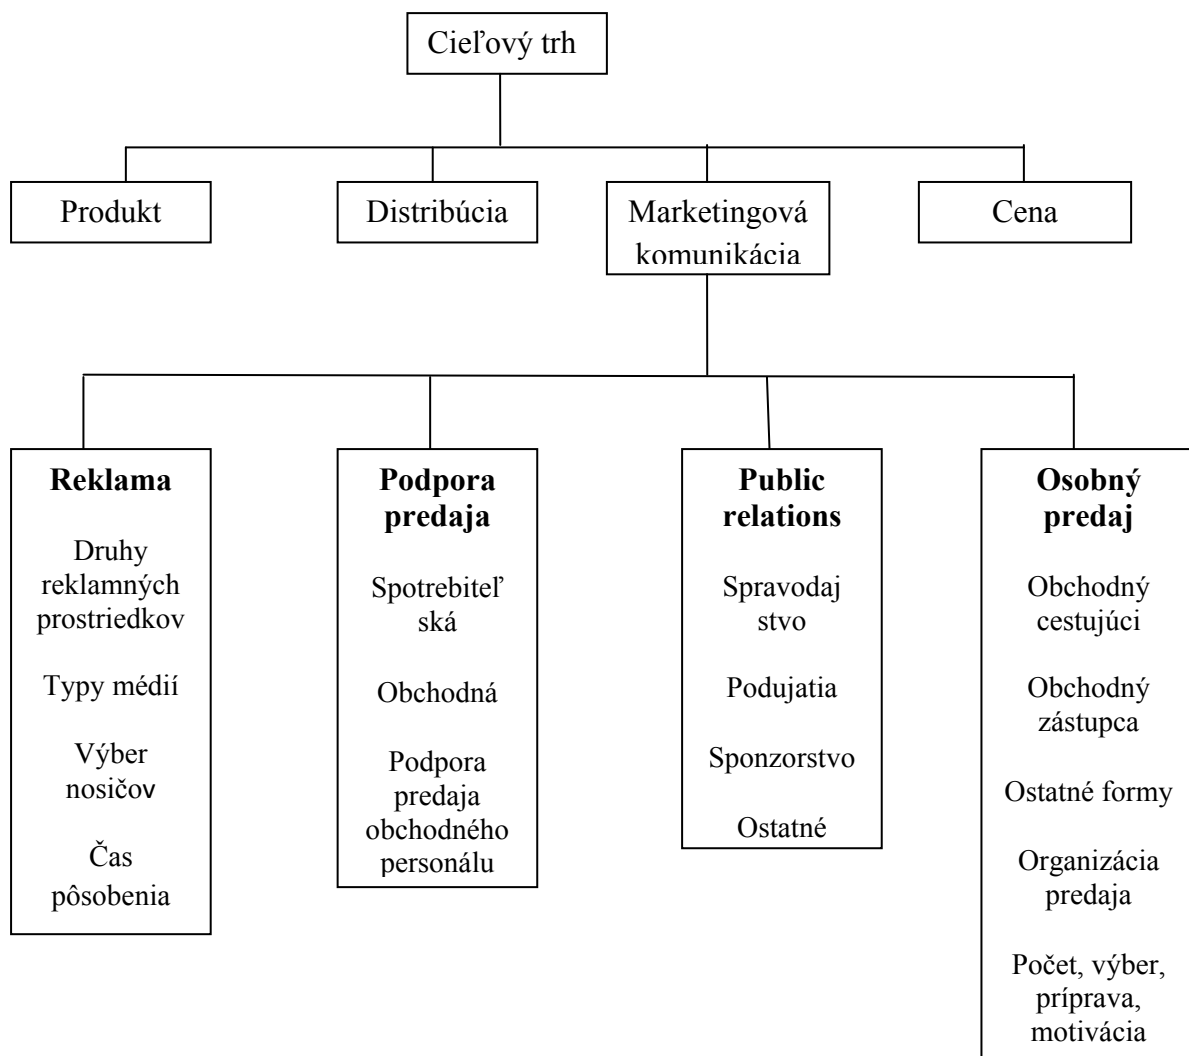 Cieľový trh
Produkt
Distribúcia
Marketingová
komunikácia
Cena
Reklama
Druhy
reklamných
prostriedkov
Typy médií
Výber
nosičov
Čas
pôsobenia
Podpora
predaja
Spotrebiteľ
ská
Obchodná
Podpora
predaja
obchodného
personálu
Public
relations
Spravodaj
stvo
Podujatia
Sponzorstvo
Ostatné
Osobný
predaj
Obchodný
cestujúci
Obchodný
zástupca
Ostatné formy
Organizácia
predaja
Počet, výber,
príprava,
motivácia